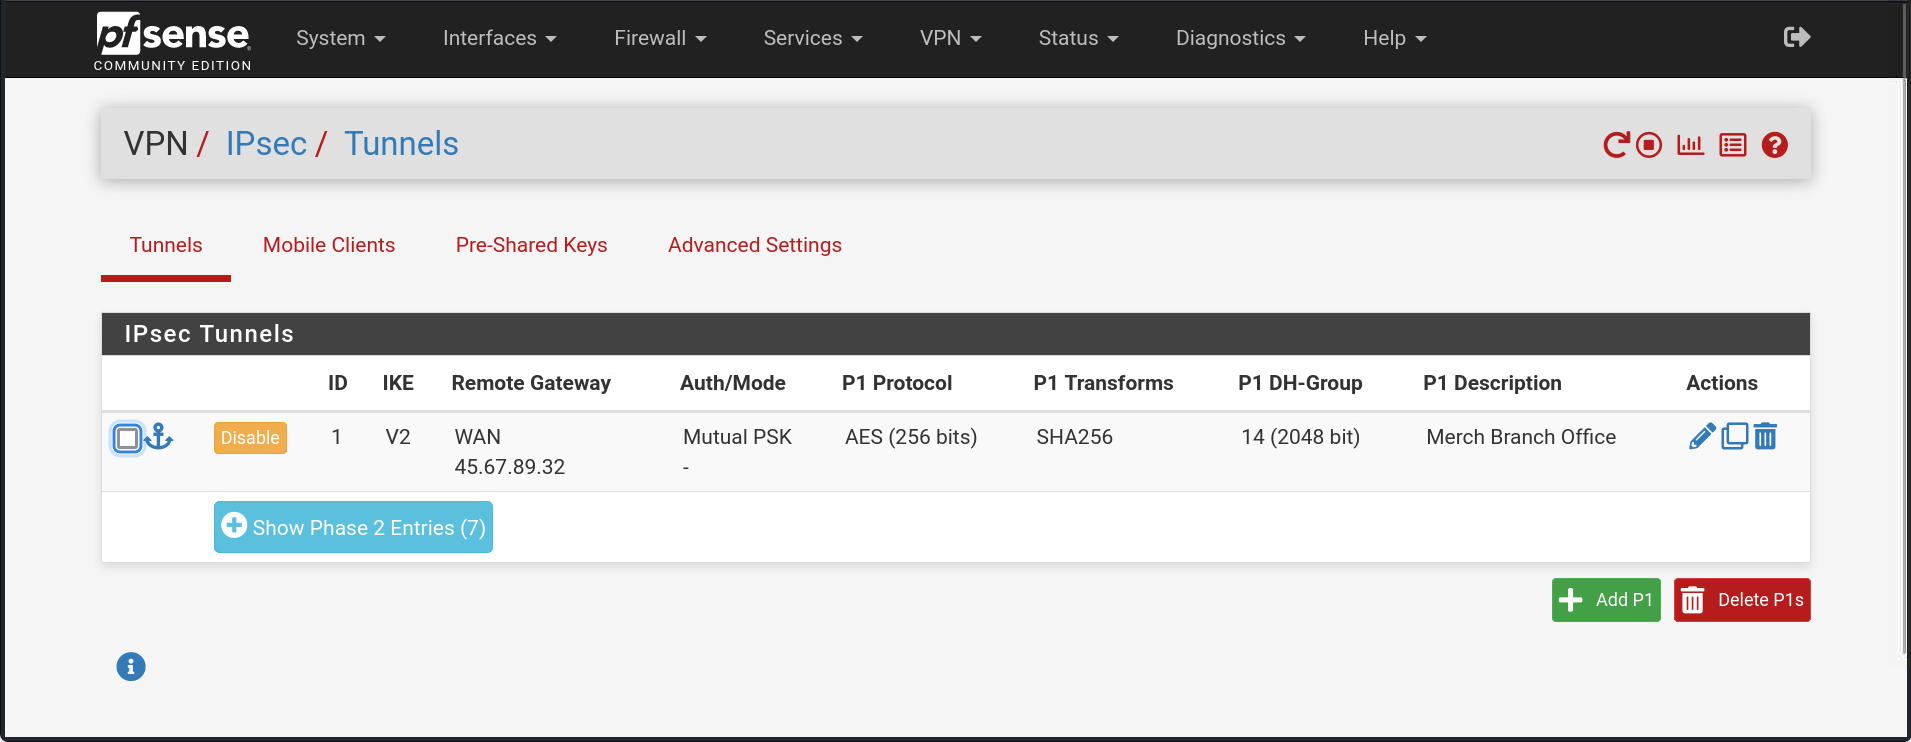 pfsense
COMMUNITY EDITION
System Interfaces Firewall Services VPN Status Diagnostics Help
VPN / IPsec / Tunnels
Tunnels Mobile Clients Pre-Shared Keys Advanced Settings
IPsec Tunnels
ID IKE Remote Gateway Auth/Mode P1 Protocol P1 Transforms P1 DH-Group P1 Description Actions
Disable 1 V2 WAN Mutual PSK AES (256 bits) SHA256 14 (2048 bit) Merch Branch Office
45.67.89.32 -
Show Phase 2 Entries (7)
Add P1 Delete P1s